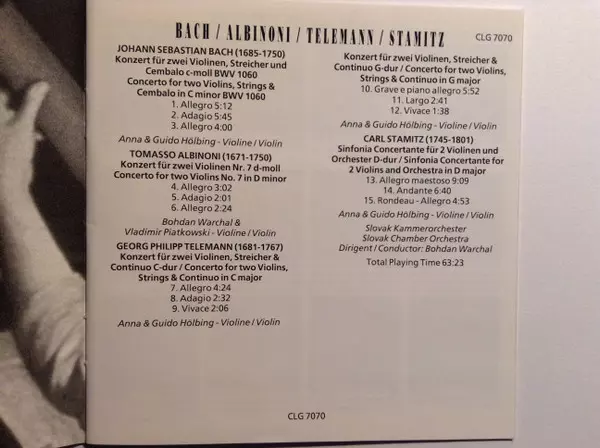 BACH / ALBINONI / TELEMANN / STAMITZ
CLG 7070
JOHANN SEBASTIAN BACH (1685-1750)
Konzert für zwei Violinen, Streicher und
Cembalo c-moll BWV 1060
Concerto for two Violins, Strings &
Cembalo in C minor BWV 1060
1. Allegro 5:12
2. Adagio 5:45
3. Allegro 4:00
Anna & Guido Hölbing - Violine / Violin
TOMASSO ALBINONI (1671-1750)
Konzert für zwei Violinen Nr. 7 d-moll
Concerto for two Violins No. 7 in D minor
4. Allegro 3:02
5. Adagio 2:01
6. Allegro 2:24
Bohdan Warchal &
Vladimir Piatkowski - Violine / Violin
GEORG PHILIPP TELEMANN (1681-1767)
Konzert für zwei Violinen, Streicher &
Continuo C-dur / Concerto for two Violins,
Strings & Continuo in C major
7. Allegro 4:24
8. Adagio 2:32
9. Vivace 2:06
Anna & Guido Hölbing - Violine / Violin
Konzert für zwei Violinen, Streicher &
Continuo G-dur / Concerto for two Violins,
Strings & Continuo in G major
10. Grave e piano allegro 5:52
11. Largo 2:41
12. Vivace 1:38
Anna & Guido Hölbing - Violine / Violin
CARL STAMITZ (1745-1801)
Sinfonia Concertante für 2 Violinen und
Orchester D-dur / Sinfonia Concertante for
2 Violins and Orchestra in D major
13. Allegro maestoso 9:09
14. Andante 6:40
15. Rondeau - Allegro 4:53
Anna & Guido Hölbing - Violine / Violin
Slovak Kammerorchester
Slovak Chamber Orchestra
Dirigent / Conductor: Bohdan Warchal
Total Playing Time 63:23
CLG 7070